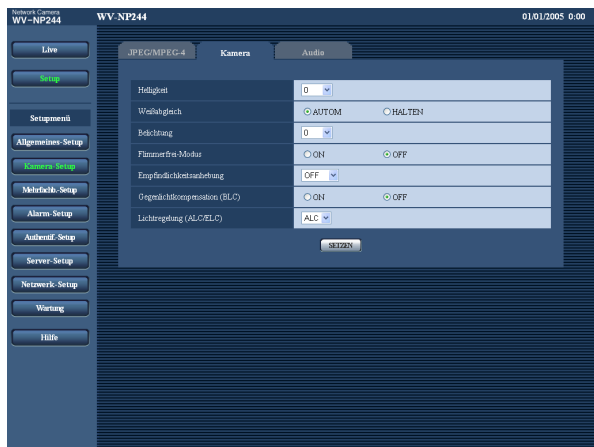 Network Camera
WV-NP244
WV-NP244
01/01/2005 0:00
Live
Setup
Setupmenü
Allgemeines-Setup
Kamera-Setup
Mehrfachb.-Setup
Alarm-Setup
Authentif.-Setup
Server-Setup
Netzwerk-Setup
Wartung
Hilfe
JPEG/MPEG-4 Kamera Audio
Helligkeit 0
Weißabgleich AUTOM HALTEN
Belichtung 0
Flimmerfrei-Modus ON OFF
Empfindlichkeitsanhebung OFF
Gegenlichtkompensation (BLC) ON OFF
Lichtregelung (ALC/ELC) ALC
SETZEN